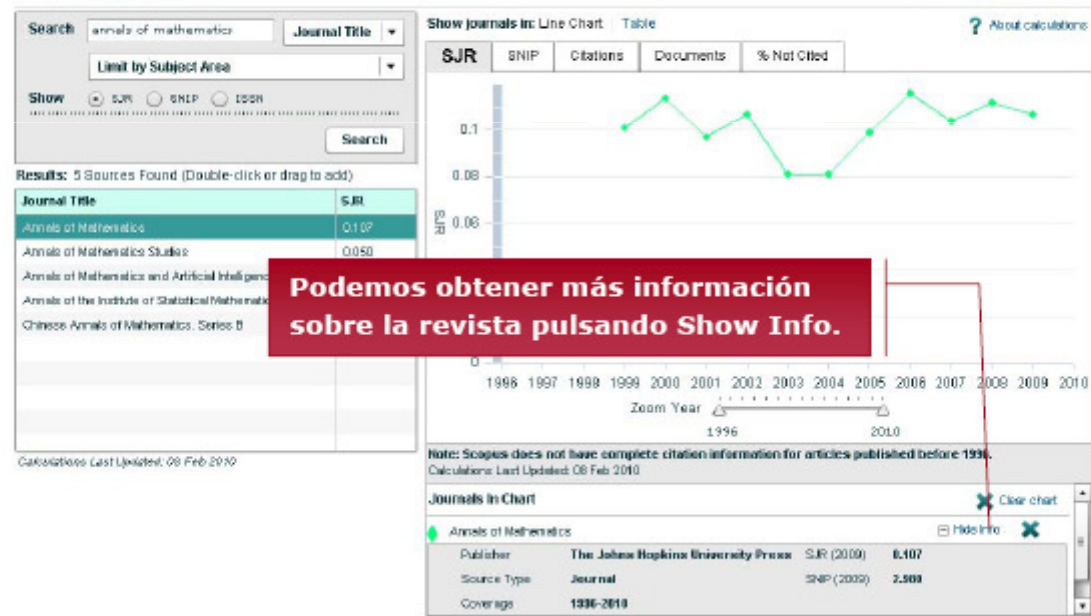 Search annals of mathematics Journal Title
Limit by Subject Area
Show SJR SNIP ISSN
Search
Results: 5 Sources Found (Double-click or drag to add)
Journal Title SJR
Annals of Mathematics 0.107
Annals of Mathematics Studies 0.050
Annals of Mathematics and Artificial
Annals of the Institute of Statistical
Chinese Annals of Mathematics, Series B
Calculations Last Updated: 08 Feb 2010
Show journals in: Line Chart Table
? About calculations
SJR SNIP Citations Documents % Not Cited
0.1
0.08
0.06
SJR
0
Podemos obtener más información
sobre la revista pulsando Show Info.
1996 1997 1998 1999 2000 2001 2002 2003 2004 2005 2006 2007 2008 2009 2010
Zoom Year
1996 2010
Note: Scopus does not have complete citation information for articles published before 1996.
Calculations Last Updated: 08 Feb 2010
Journals in Chart Clear chart
Annals of Mathematics Hide Info
Publisher The Johns Hopkins University Press SJR (2009) 0.107
Source Type Journal SNIP (2009)
Coverage 1996-2010